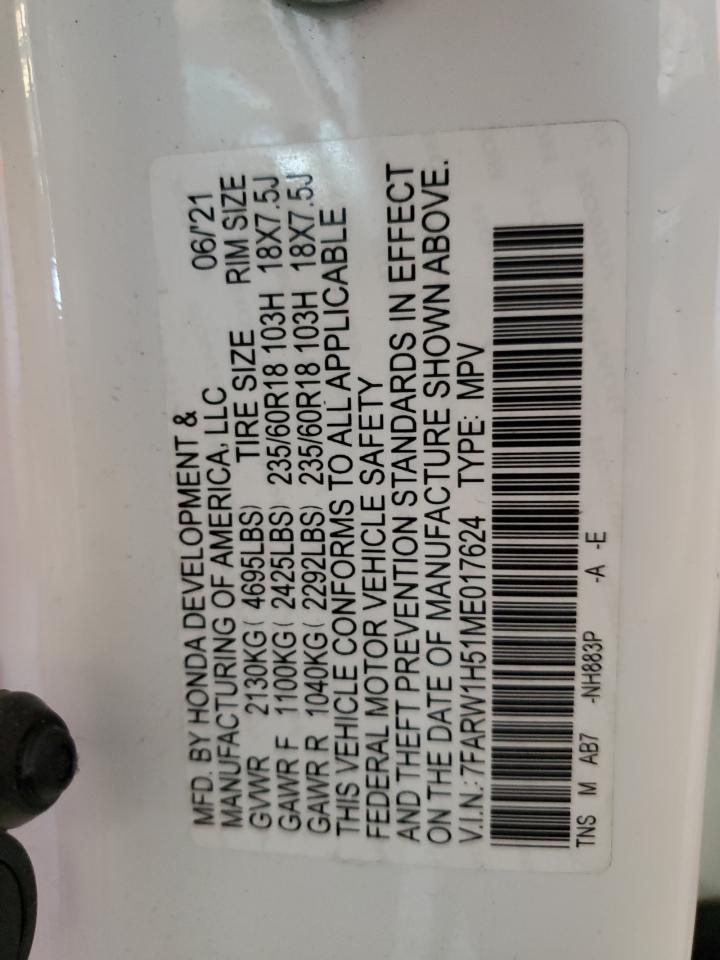 MFD. BY HONDA DEVELOPMENT &
MANUFACTURING OF AMERICA, LLC 06/'21
GVWR 2130KG( 4695LBS) TIRE SIZE RIM SIZE
GAWR F 1100KG( 2425LBS) 235/60R18 103H 18X7.5J
GAWR R 1040KG( 2292LBS) 235/60R18 103H 18X7.5J
THIS VEHICLE CONFORMS TO ALL APPLICABLE
FEDERAL MOTOR VEHICLE SAFETY
AND THEFT PREVENTION STANDARDS IN EFFECT
ON THE DATE OF MANUFACTURE SHOWN ABOVE.
V.I.N.: 7FARW1H51ME017624 TYPE: MPV
TNS M AB7 -NH883P -A -E